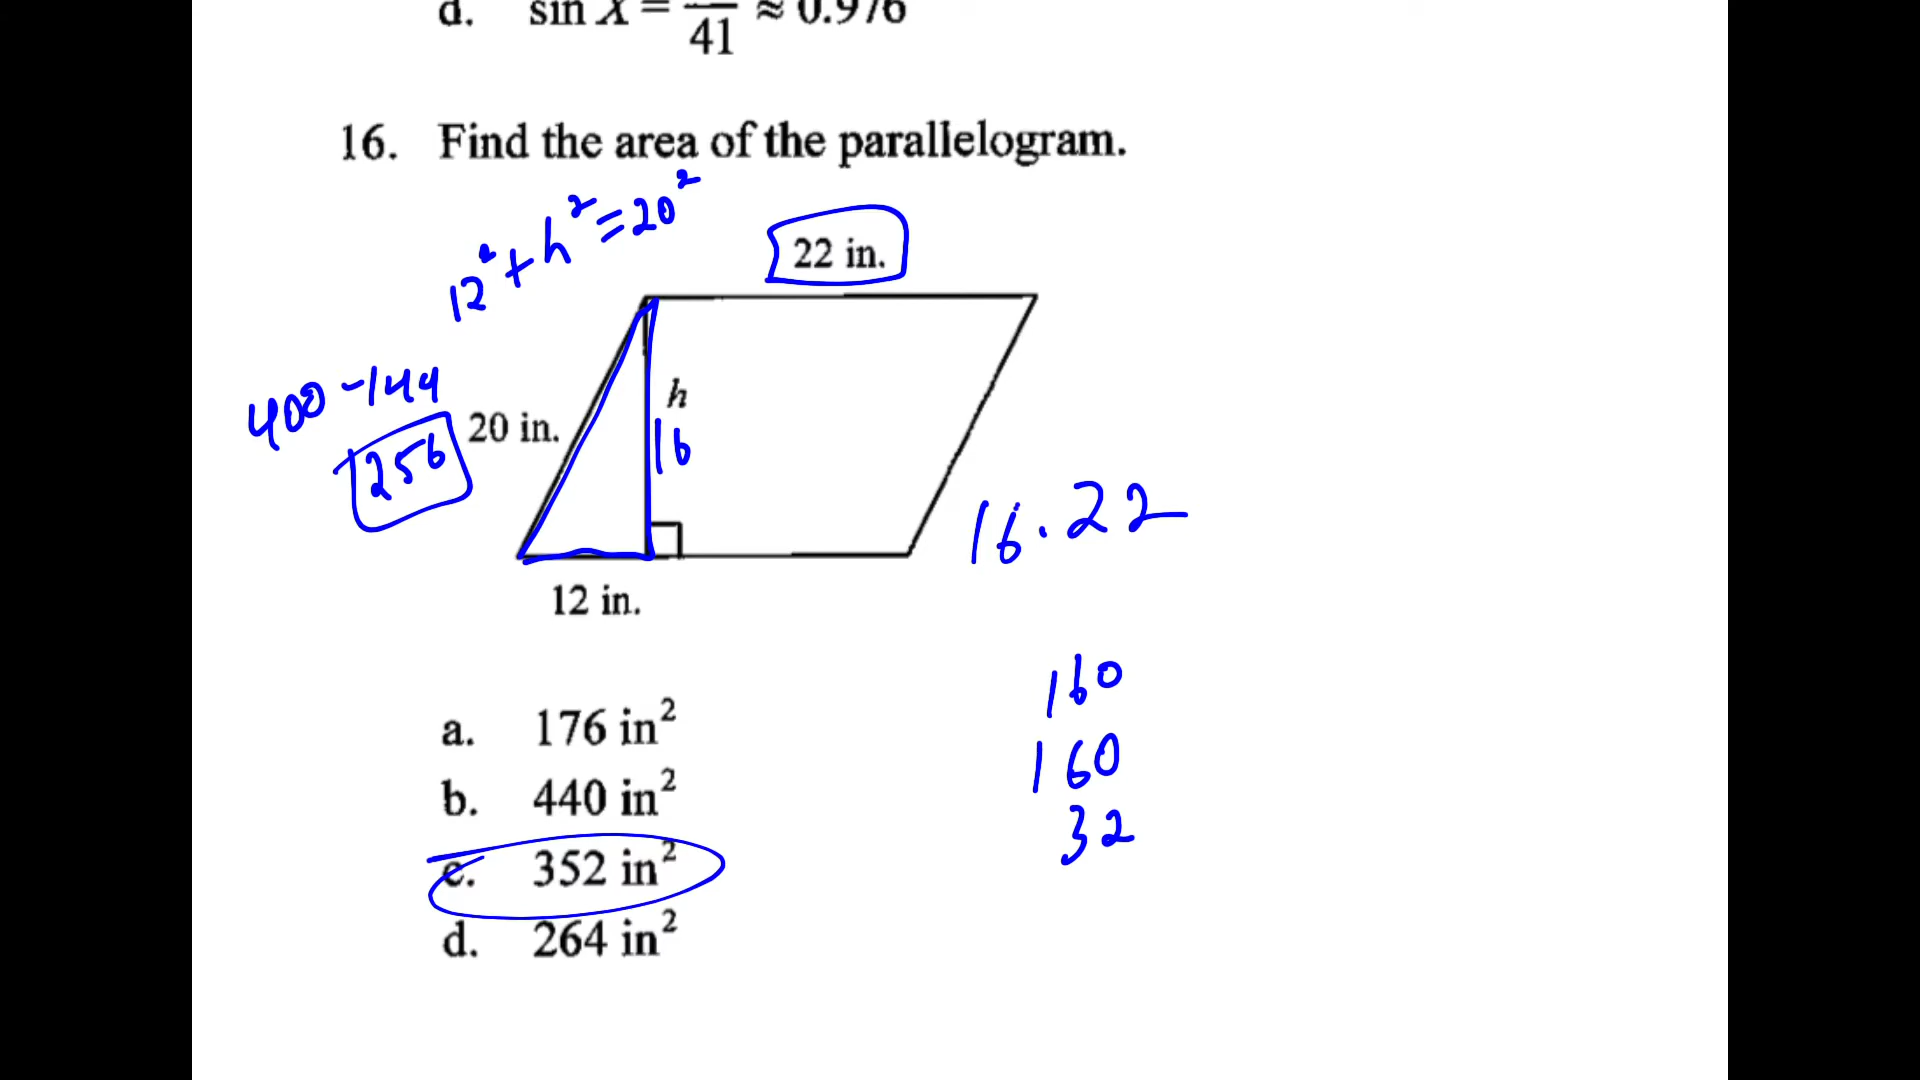 d. sin X = 41 ≈ 0.976
16. Find the area of the parallelogram.
12² + h² = 20²
22 in.
400 - 144
256
20 in.
h
16
16 · 22
12 in.
160
160
32
a. 176 in²
b. 440 in²
c. 352 in²
d. 264 in²